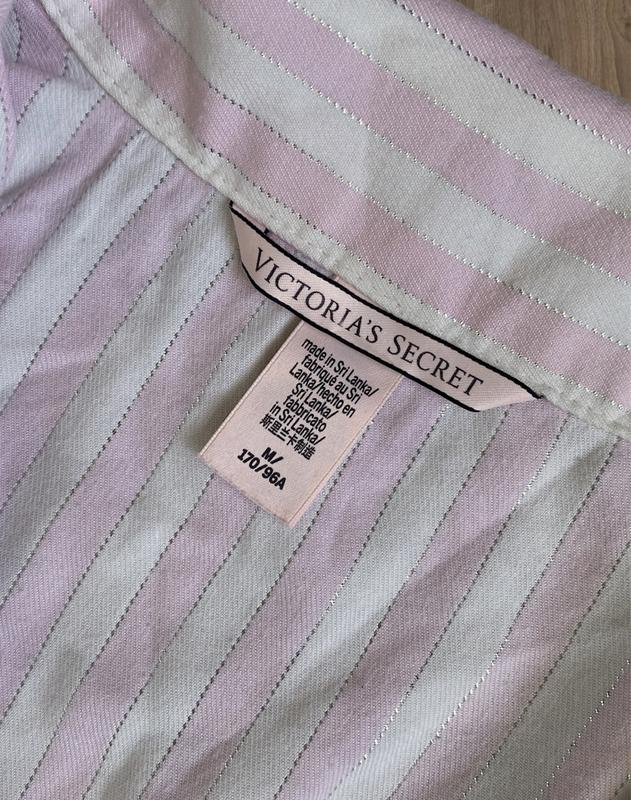 VICTORIA'S SECRET
made in Sri Lanka/
fabriqué au Sri
Lanka/hecho en
Sri Lanka/
fabbricato
in Sri Lanka/
斯里兰卡制造
M/
170/96A